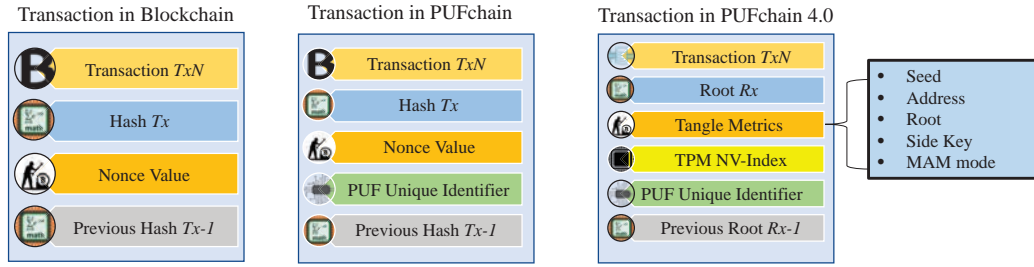 Transaction in Blockchain
Transaction TxN
Hash Tx
Nonce Value
Previous Hash Tx-1
Transaction in PUFchain
Transaction TxN
Hash Tx
Nonce Value
PUF Unique Identifier
Previous Hash Tx-1
Transaction in PUFchain 4.0
Transaction TxN
Root Rx
Tangle Metrics
TPM NV-Index
PUF Unique Identifier
Previous Root Rx-1
• Seed
• Address
• Root
• Side Key
• MAM mode